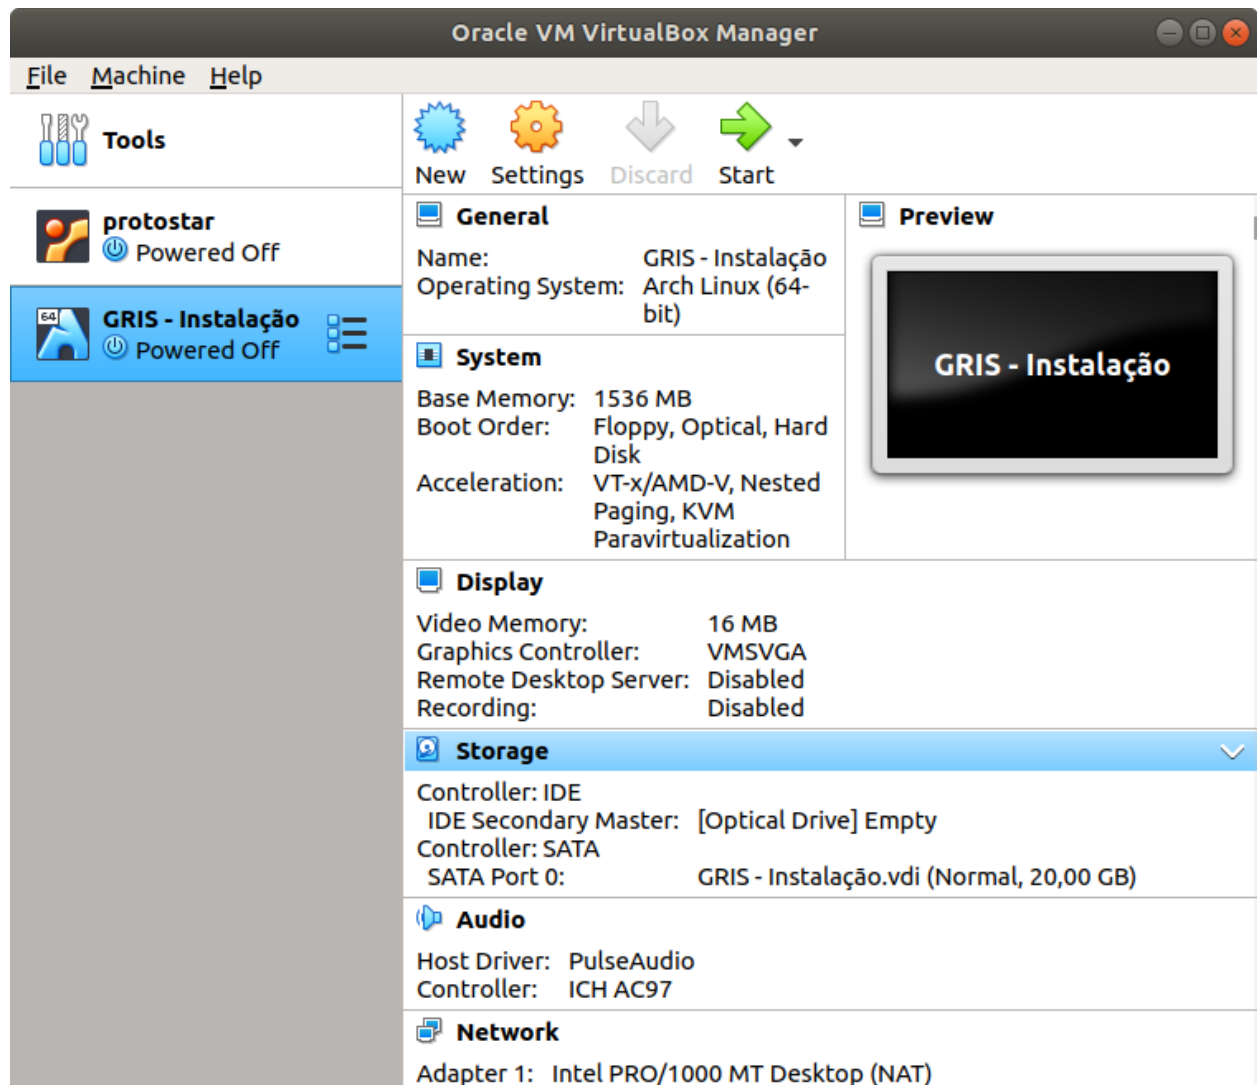 Oracle VM VirtualBox Manager
File Machine Help
Tools
New Settings Discard Start
protostar
Powered Off
64
GRIS - Instalação
Powered Off
General
Name: GRIS - Instalação
Operating System: Arch Linux (64-
bit)
Preview
GRIS - Instalação
System
Base Memory: 1536 MB
Boot Order: Floppy, Optical, Hard
Disk
Acceleration: VT-x/AMD-V, Nested
Paging, KVM
Paravirtualization
Display
Video Memory: 16 MB
Graphics Controller: VMSVGA
Remote Desktop Server: Disabled
Recording: Disabled
Storage
Controller: IDE
IDE Secondary Master: [Optical Drive] Empty
Controller: SATA
SATA Port 0: GRIS - Instalação.vdi (Normal, 20,00 GB)
Audio
Host Driver: PulseAudio
Controller: ICH AC97
Network
Adapter 1: Intel PRO/1000 MT Desktop (NAT)